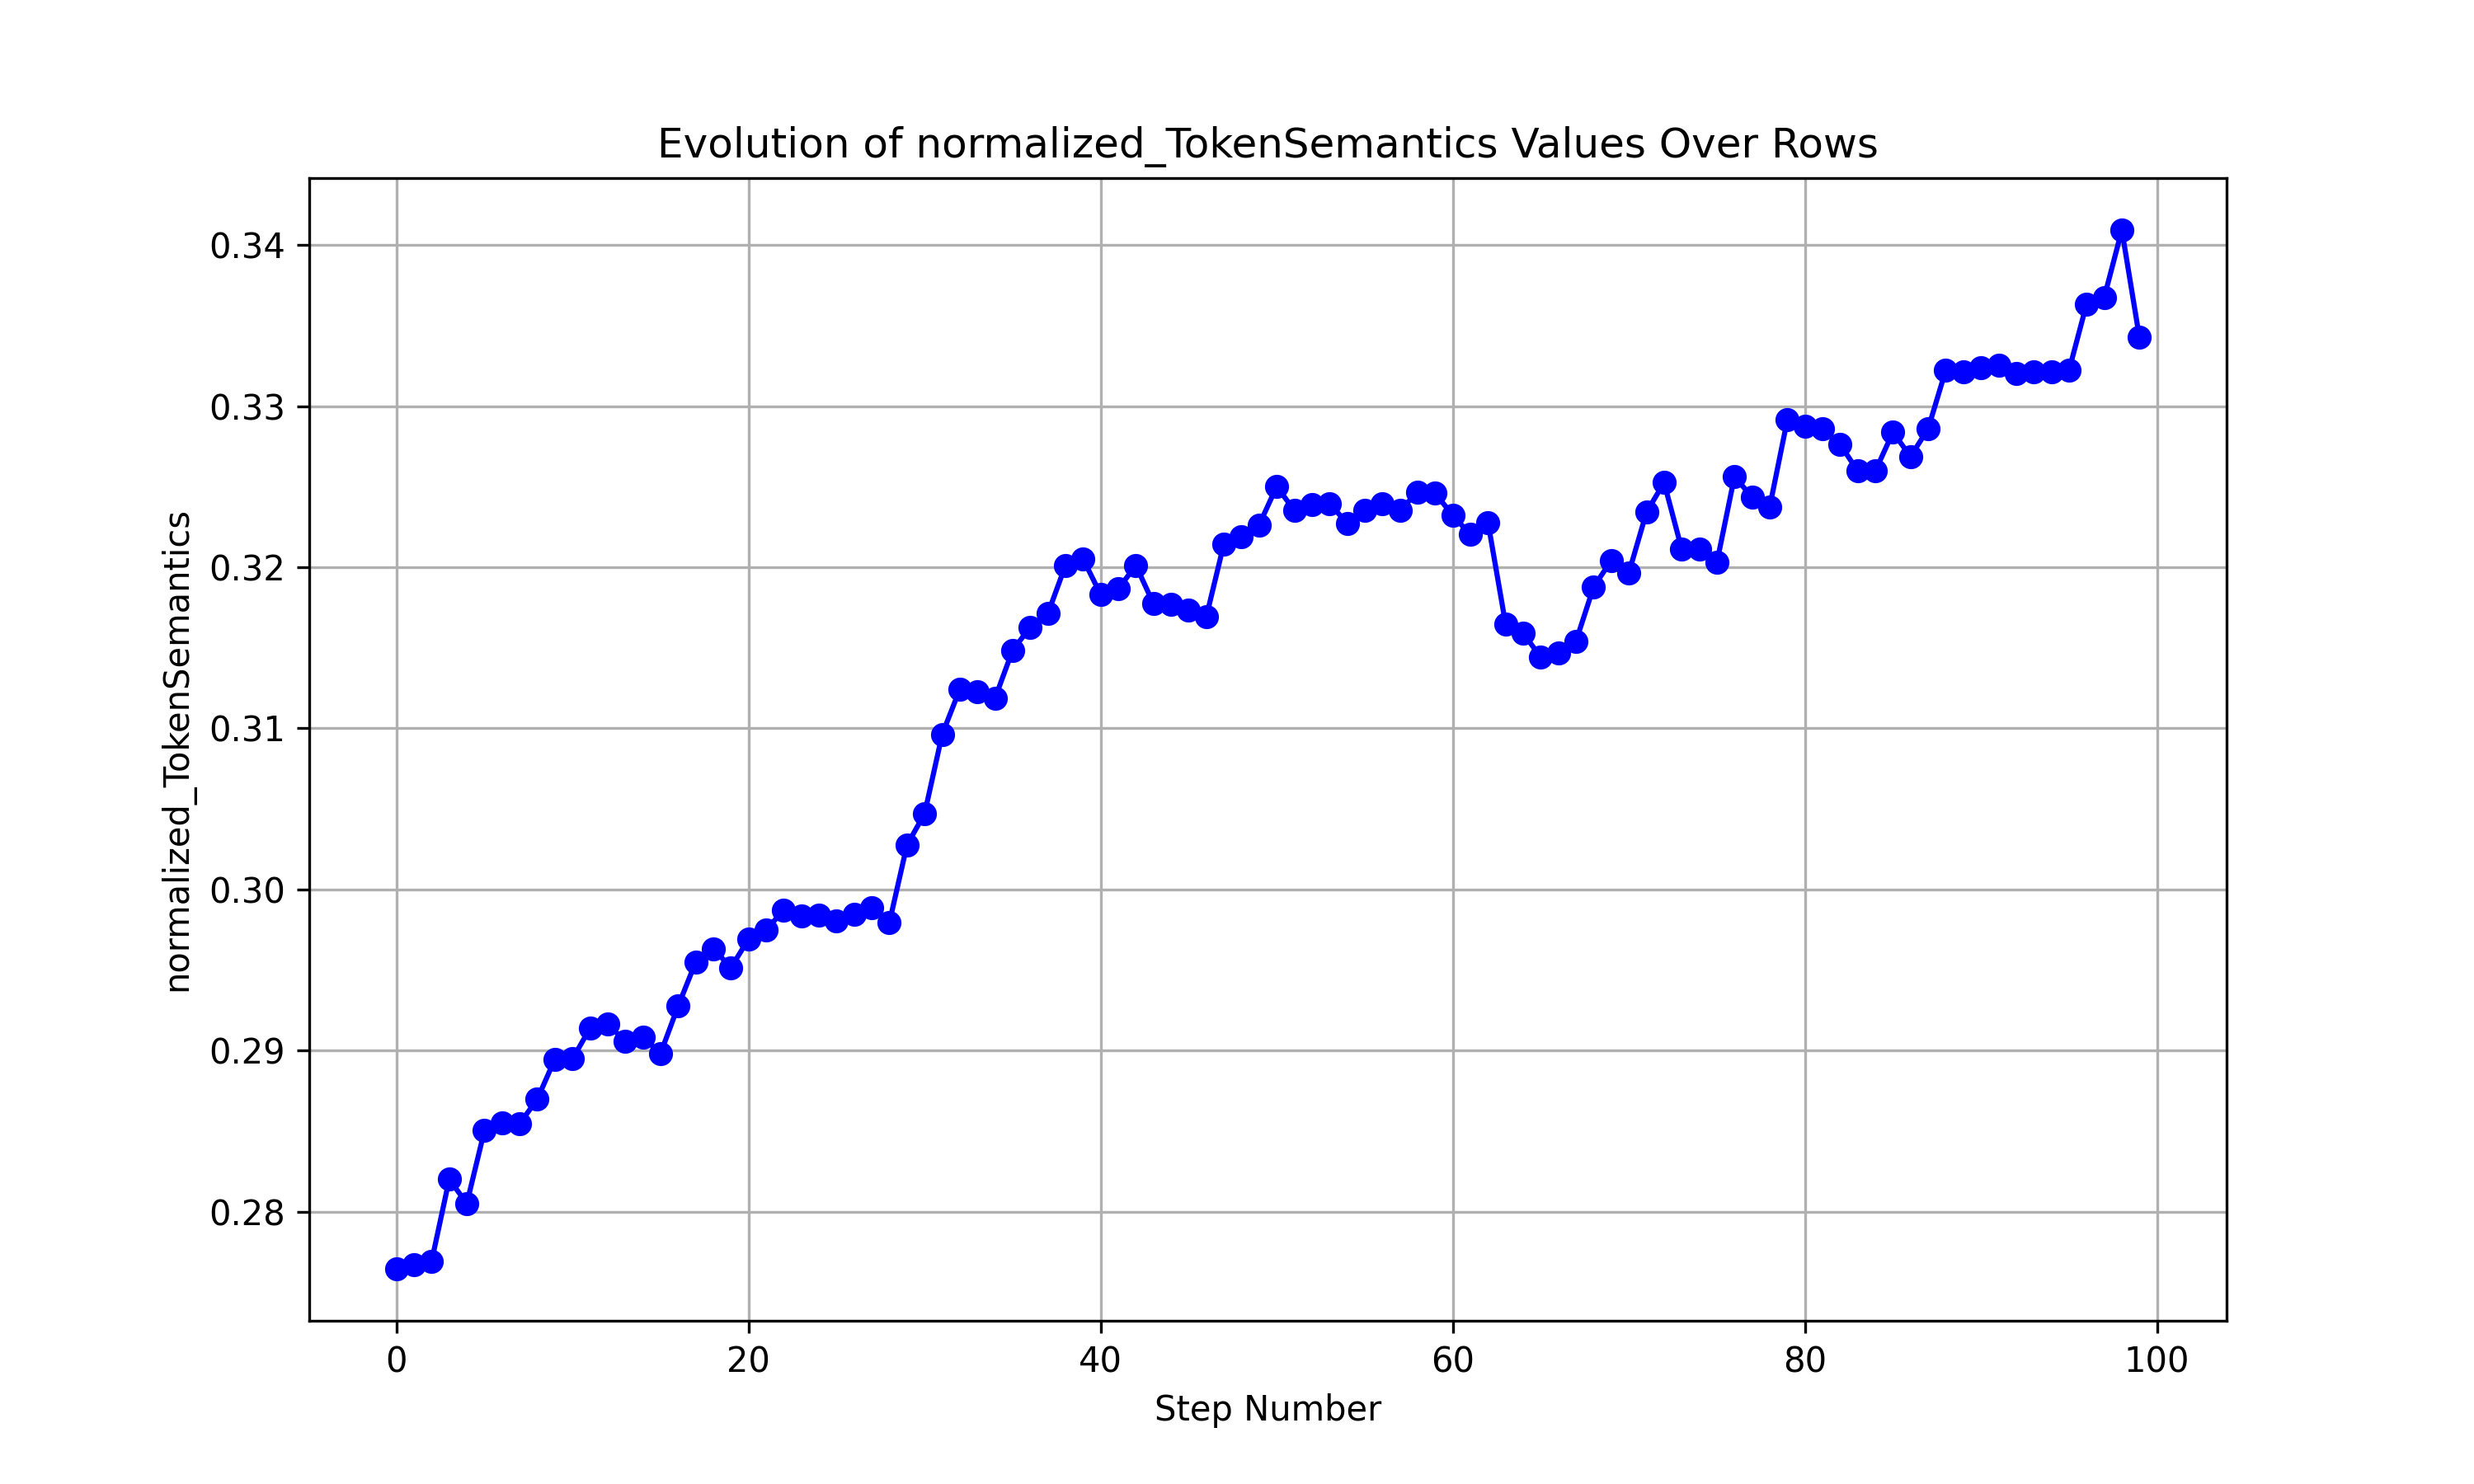 Evolution of normalized_TokenSemantics Values Over Rows
normalized_TokenSemantics
0.34
0.33
0.32
0.31
0.30
0.29
0.28
0 20 40 60 80 100
Step Number